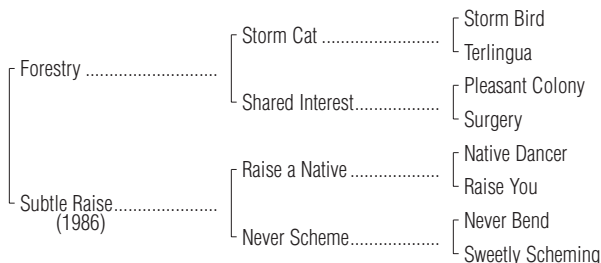 Storm Bird
Storm Cat ........................
Terlingua
Forestry ...........................
Pleasant Colony
Shared Interest.................
Surgery
Native Dancer
Raise a Native ..................
Raise You
Subtle Raise.....................
(1986)
Never Bend
Never Scheme..................
Sweetly Scheming